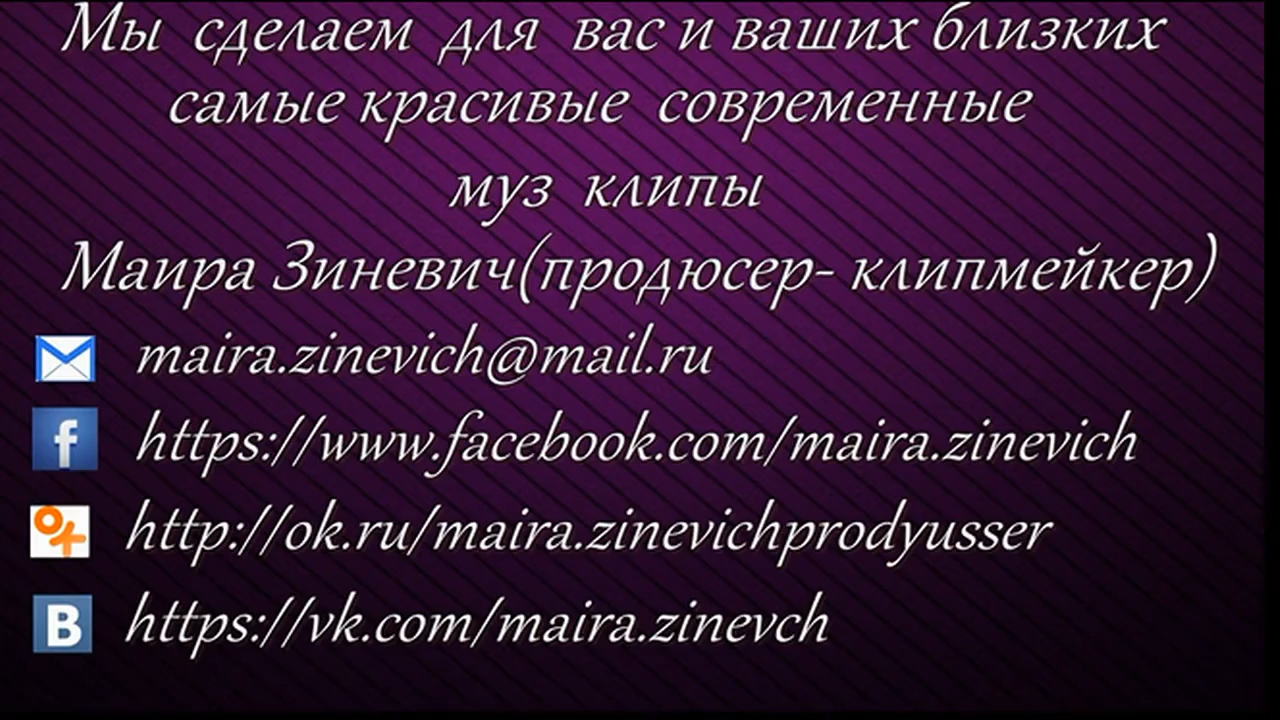 Мы сделаем для вас и ваших близких
самые красивые современные
муз клипы
Маира Зиневич(продюсер- клипмейкер)
maira.zinevich@mail.ru
f https://www.facebook.com/maira.zinevich
http://ok.ru/maira.zinevichprodyusser
B https://vk.com/maira.zinevch